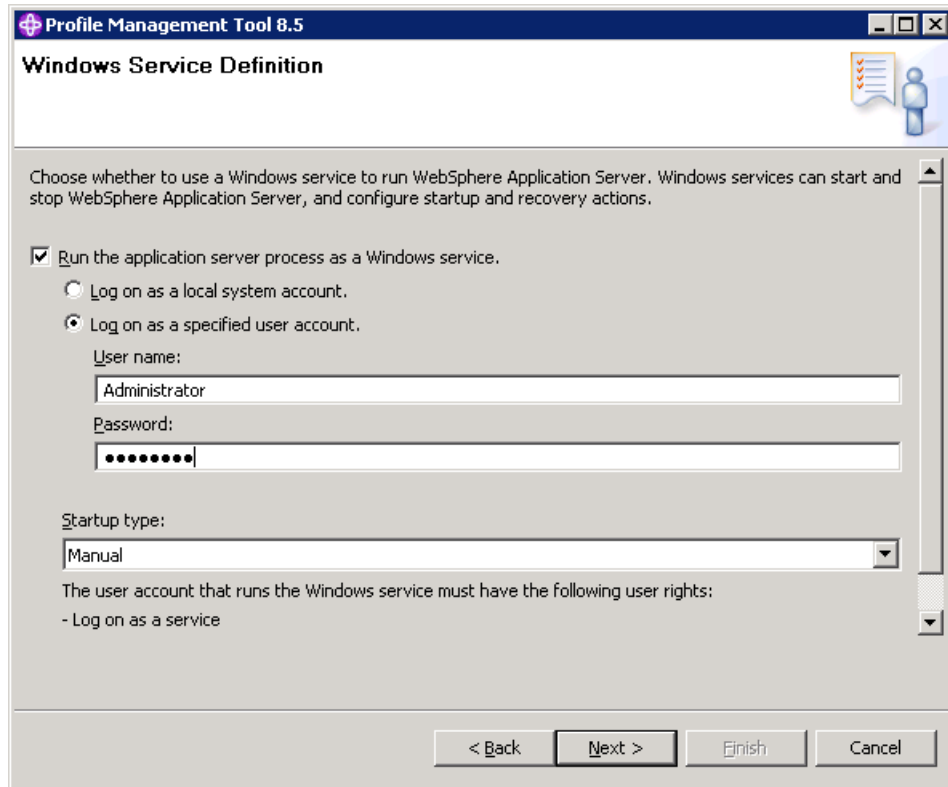 Profile Management Tool 8.5
Windows Service Definition
Choose whether to use a Windows service to run WebSphere Application Server. Windows services can start and
stop WebSphere Application Server, and configure startup and recovery actions.
Run the application server process as a Windows service.
Log on as a local system account.
Log on as a specified user account.
User name:
Administrator
Password:
●●●●●●●●
Startup type:
Manual
The user account that runs the Windows service must have the following user rights:
- Log on as a service
< Back Next > Finish Cancel